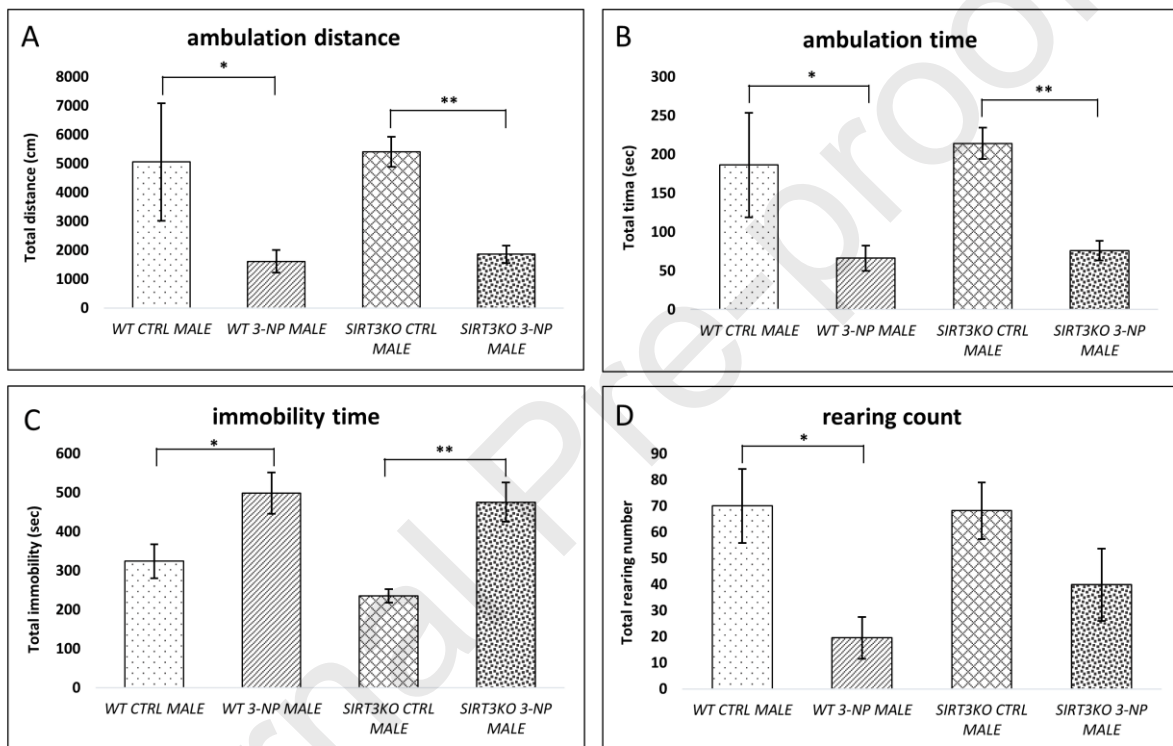 A
ambulation distance
8000
7000
6000
5000
4000
3000
2000
1000
0
Total distance (cm)
*
**
WT CTRL MALE
WT 3-NP MALE
SIRT3KO CTRL
MALE
SIRT3KO 3-NP
MALE
B
ambulation time
300
250
200
150
100
50
0
Total tima (sec)
*
**
WT CTRL MALE
WT 3-NP MALE
SIRT3KO CTRL
MALE
SIRT3KO 3-NP
MALE
C
immobility time
600
500
400
300
200
100
0
Total immobility (sec)
*
**
WT CTRL MALE
WT 3-NP MALE
SIRT3KO CTRL
MALE
SIRT3KO 3-NP
MALE
D
rearing count
90
80
70
60
50
40
30
20
10
0
Total rearing number
*
WT CTRL MALE
WT 3-NP MALE
SIRT3KO CTRL
MALE
SIRT3KO 3-NP
MALE
rnal Pre-proo